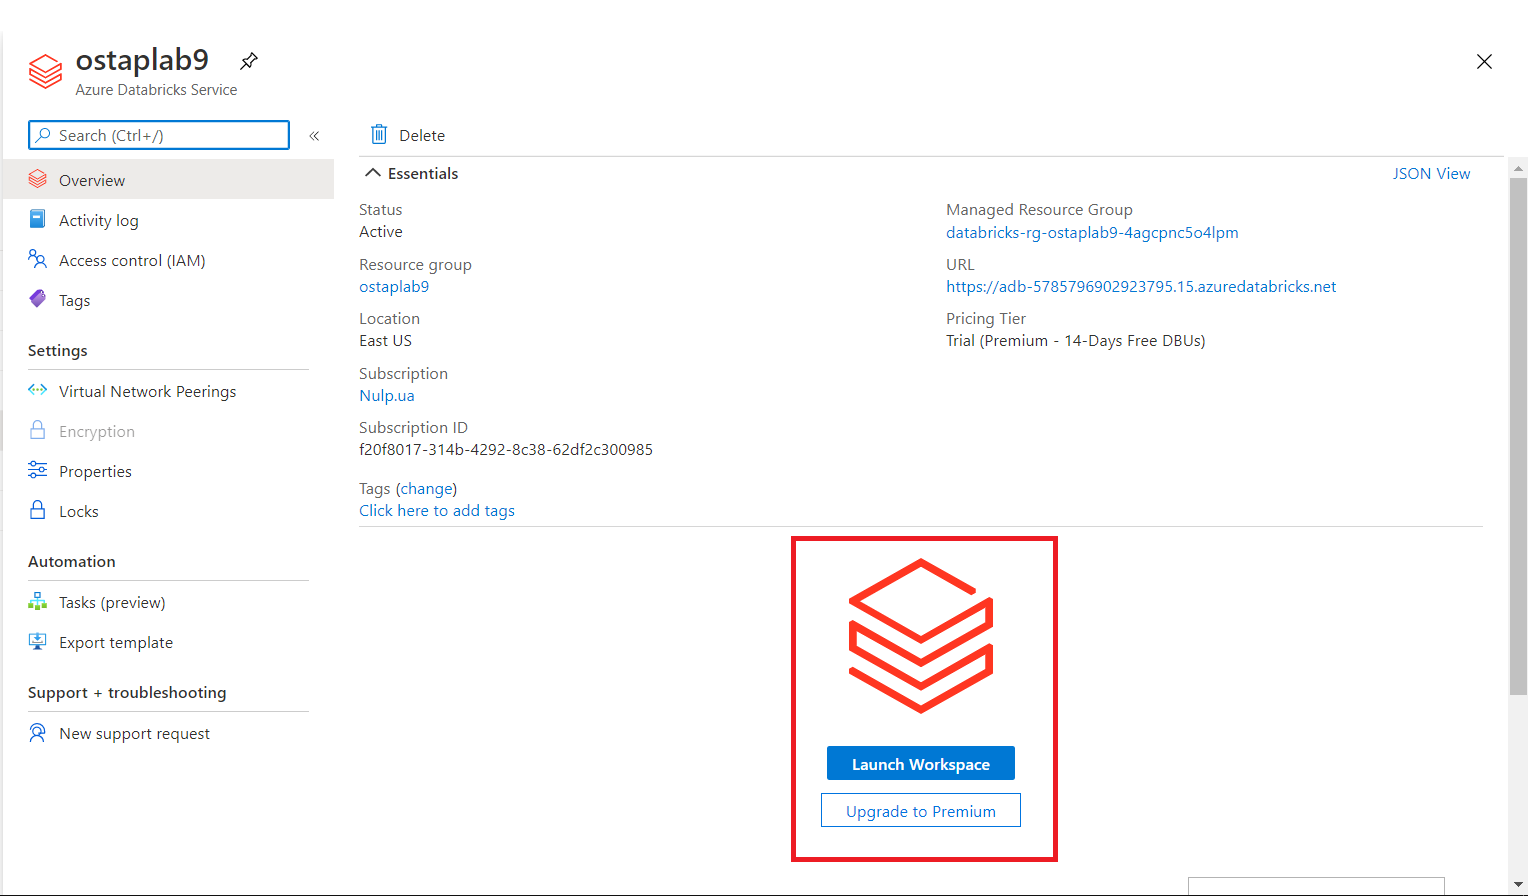 ostaplab9
Azure Databricks Service
Search (Ctrl+/)
«
Overview
Activity log
Access control (IAM)
Tags
Settings
Virtual Network Peerings
Encryption
Properties
Locks
Automation
Tasks (preview)
Export template
Support + troubleshooting
New support request
Delete
Essentials
JSON View
Status
Active
Resource group
ostaplab9
Location
East US
Subscription
Nulp.ua
Subscription ID
f20f8017-314b-4292-8c38-62df2c300985
Tags (change)
Click here to add tags
Managed Resource Group
databricks-rg-ostaplab9-4agcpnc5o4lpm
URL
https://adb-5785796902923795.15.azuredatabricks.net
Pricing Tier
Trial (Premium - 14-Days Free DBUs)
Launch Workspace
Upgrade to Premium